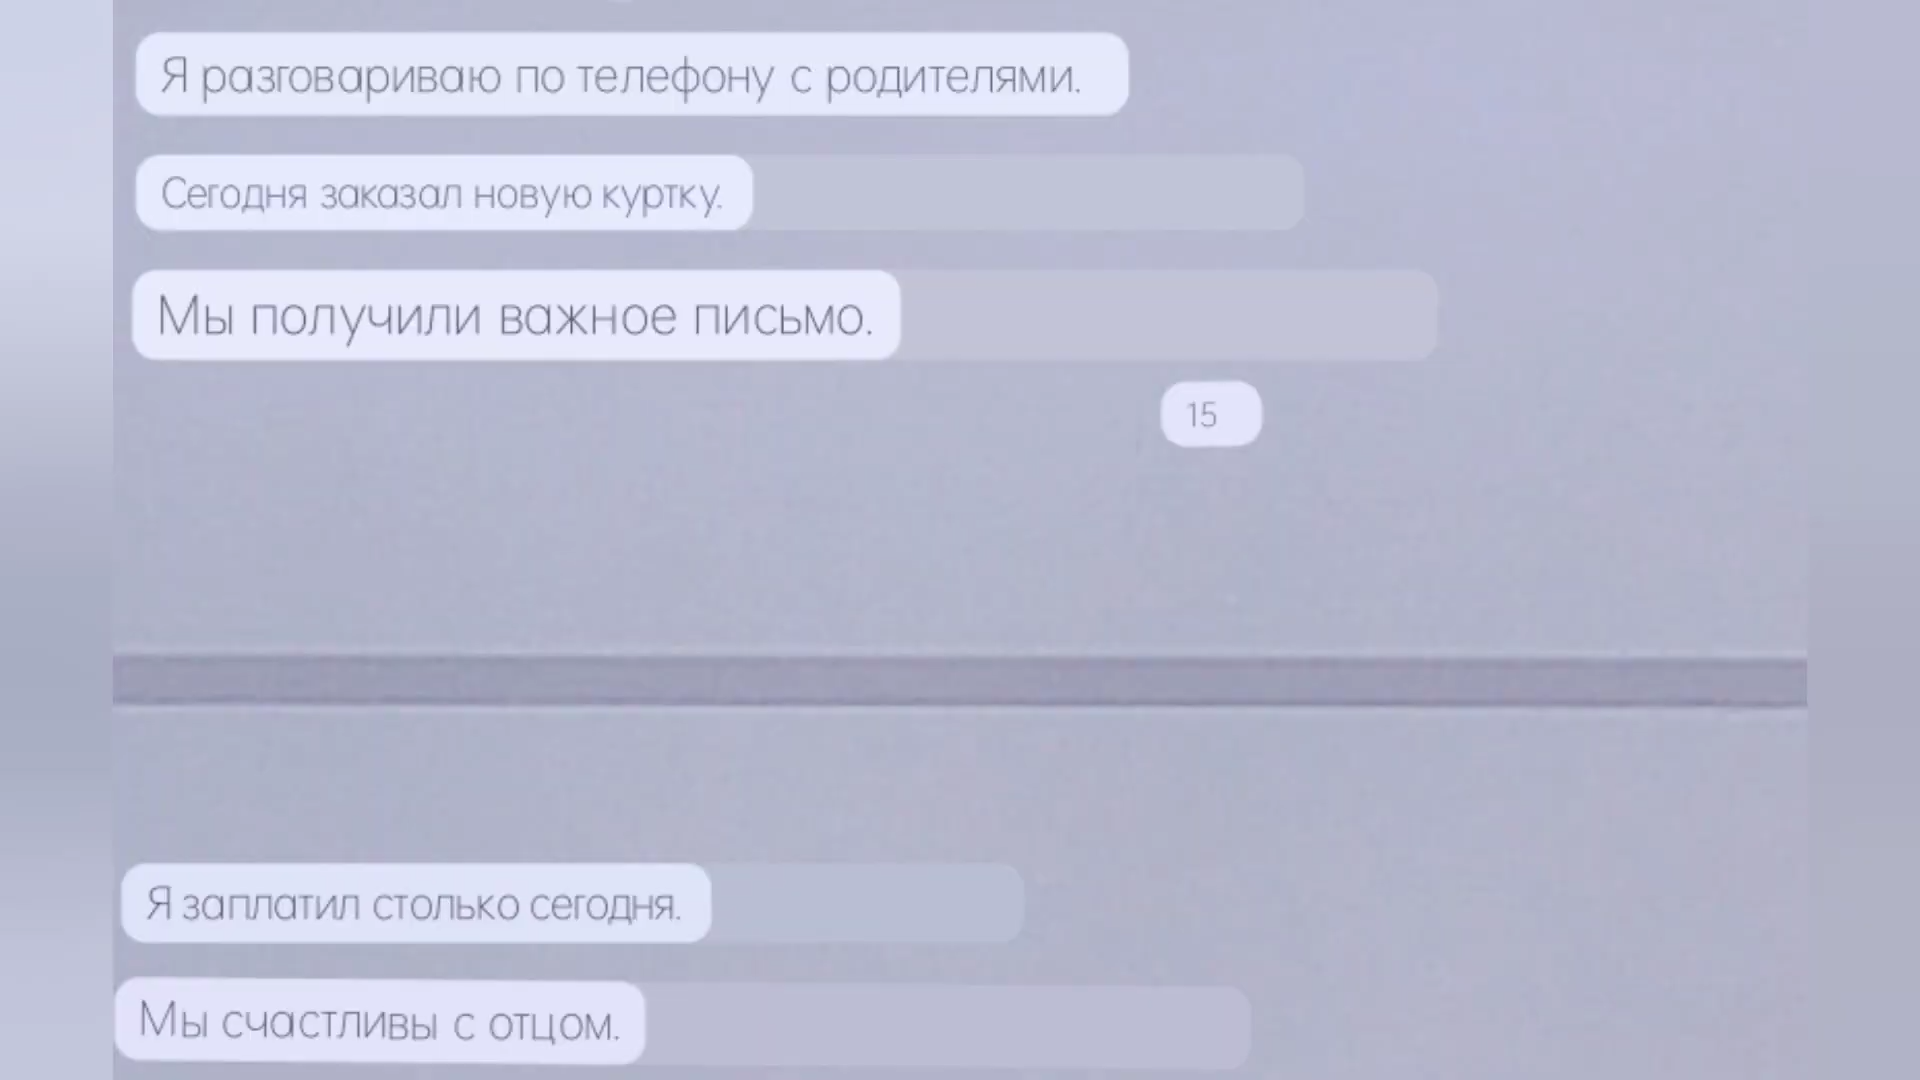 Я разговариваю по телефону с родителями.
Сегодня заказал новую куртку.
Мы получили важное письмо.
15
Я заплатил столько сегодня.
Мы счастливы с отцом.